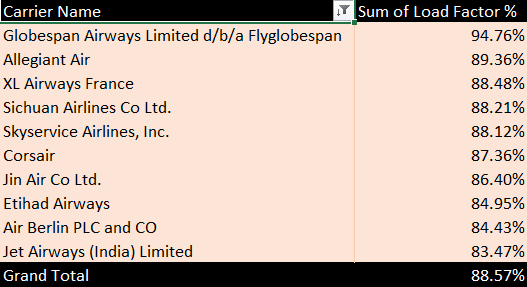 Carrier Name Sum of Load Factor %
Globespan Airways Limited d/b/a Flyglobespan 94.76%
Allegiant Air 89.36%
XL Airways France 88.48%
Sichuan Airlines Co Ltd. 88.21%
Skyservice Airlines, Inc. 88.12%
Corsair 87.36%
Jin Air Co Ltd. 86.40%
Etihad Airways 84.95%
Air Berlin PLC and CO 84.43%
Jet Airways (India) Limited 83.47%
Grand Total 88.57%